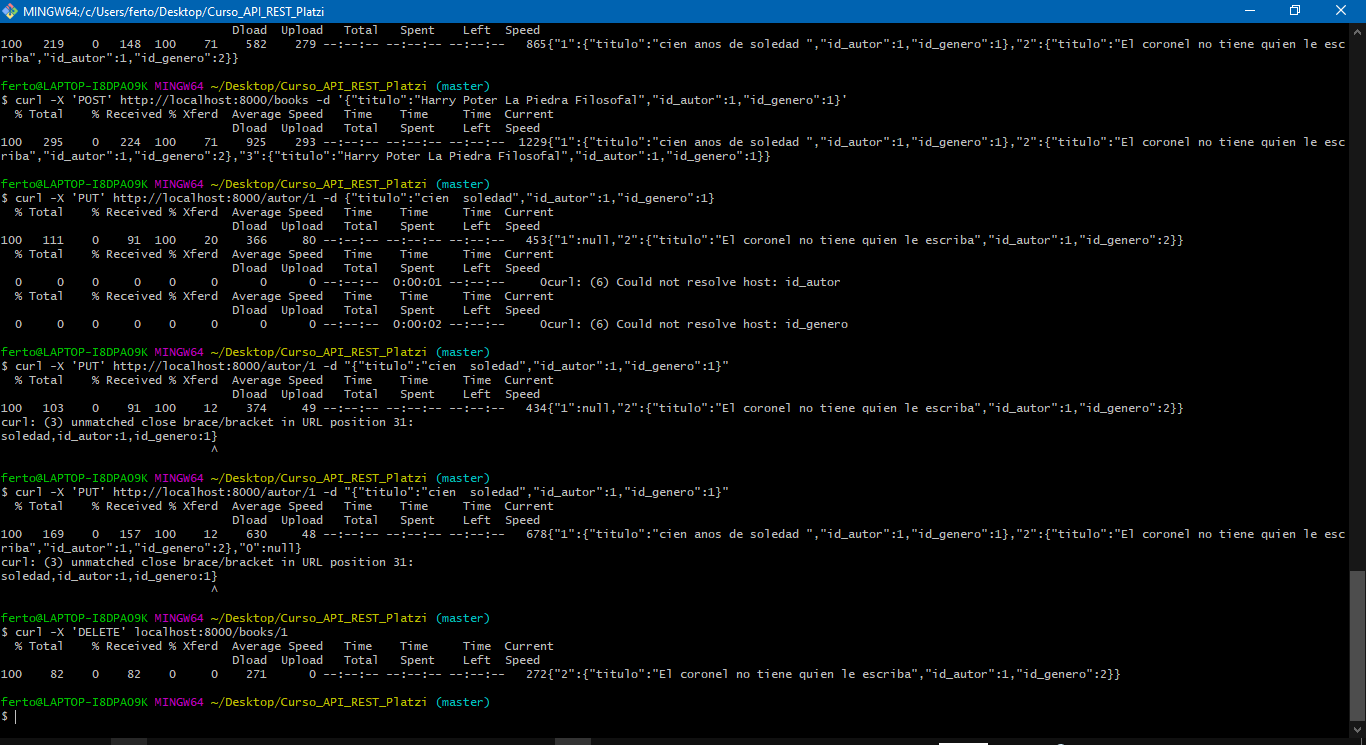 MINGW64:/c/Users/ferto/Desktop/Curso_API_REST_Platzi
                                 Dload  Upload   Total   Spent    Left  Speed
100   219    0   148  100    71    582    279 --:--:-- --:--:-- --:--:--   865{"1":{"titulo":"cien anos de soledad ","id_autor":1,"id_genero":1},"2":{"titulo":"El coronel no tiene quien le esc
riba","id_autor":1,"id_genero":2}}
ferto@LAPTOP-I8DPAO9K MINGW64 ~/Desktop/Curso_API_REST_Platzi (master)
$ curl -X 'POST' http://localhost:8000/books -d '{"titulo":"Harry Poter La Piedra Filosofal","id_autor":1,"id_genero":1}'
  % Total    % Received % Xferd  Average Speed   Time    Time     Time  Current
                                 Dload  Upload   Total   Spent    Left  Speed
100   295    0   224  100    71    925    293 --:--:-- --:--:-- --:--:--  1229{"1":{"titulo":"cien anos de soledad ","id_autor":1,"id_genero":1},"2":{"titulo":"El coronel no tiene quien le esc
riba","id_autor":1,"id_genero":2},"3":{"titulo":"Harry Poter La Piedra Filosofal","id_autor":1,"id_genero":1}}
ferto@LAPTOP-I8DPAO9K MINGW64 ~/Desktop/Curso_API_REST_Platzi (master)
$ curl -X 'PUT' http://localhost:8000/autor/1 -d {"titulo":"cien  soledad","id_autor":1,"id_genero":1}
  % Total    % Received % Xferd  Average Speed   Time    Time     Time  Current
                                 Dload  Upload   Total   Spent    Left  Speed
100   111    0    91  100    20    366     80 --:--:-- --:--:-- --:--:--   453{"1":null,"2":{"titulo":"El coronel no tiene quien le escriba","id_autor":1,"id_genero":2}}
  % Total    % Received % Xferd  Average Speed   Time    Time     Time  Current
                                 Dload  Upload   Total   Spent    Left  Speed
  0     0    0     0    0     0      0      0 --:--:--  0:00:01 --:--:--     0curl: (6) Could not resolve host: id_autor
  % Total    % Received % Xferd  Average Speed   Time    Time     Time  Current
                                 Dload  Upload   Total   Spent    Left  Speed
  0     0    0     0    0     0      0      0 --:--:--  0:00:02 --:--:--     0curl: (6) Could not resolve host: id_genero
ferto@LAPTOP-I8DPAO9K MINGW64 ~/Desktop/Curso_API_REST_Platzi (master)
$ curl -X 'PUT' http://localhost:8000/autor/1 -d "{"titulo":"cien  soledad","id_autor":1,"id_genero":1}"
  % Total    % Received % Xferd  Average Speed   Time    Time     Time  Current
                                 Dload  Upload   Total   Spent    Left  Speed
100   103    0    91  100    12    374     49 --:--:-- --:--:-- --:--:--   434{"1":null,"2":{"titulo":"El coronel no tiene quien le escriba","id_autor":1,"id_genero":2}}
curl: (3) unmatched close brace/bracket in URL position 31:
soledad,id_autor:1,id_genero:1}
                              ^
ferto@LAPTOP-I8DPAO9K MINGW64 ~/Desktop/Curso_API_REST_Platzi (master)
$ curl -X 'PUT' http://localhost:8000/autor/1 -d "{"titulo":"cien  soledad","id_autor":1,"id_genero":1}"
  % Total    % Received % Xferd  Average Speed   Time    Time     Time  Current
                                 Dload  Upload   Total   Spent    Left  Speed
100   169    0   157  100    12    630     48 --:--:-- --:--:-- --:--:--   678{"1":{"titulo":"cien anos de soledad ","id_autor":1,"id_genero":1},"2":{"titulo":"El coronel no tiene quien le esc
riba","id_autor":1,"id_genero":2},"0":null}
curl: (3) unmatched close brace/bracket in URL position 31:
soledad,id_autor:1,id_genero:1}
                              ^
ferto@LAPTOP-I8DPAO9K MINGW64 ~/Desktop/Curso_API_REST_Platzi (master)
$ curl -X 'DELETE' localhost:8000/books/1
  % Total    % Received % Xferd  Average Speed   Time    Time     Time  Current
                                 Dload  Upload   Total   Spent    Left  Speed
100    82    0    82    0     0    271      0 --:--:-- --:--:-- --:--:--   272{"2":{"titulo":"El coronel no tiene quien le escriba","id_autor":1,"id_genero":2}}
ferto@LAPTOP-I8DPAO9K MINGW64 ~/Desktop/Curso_API_REST_Platzi (master)
$